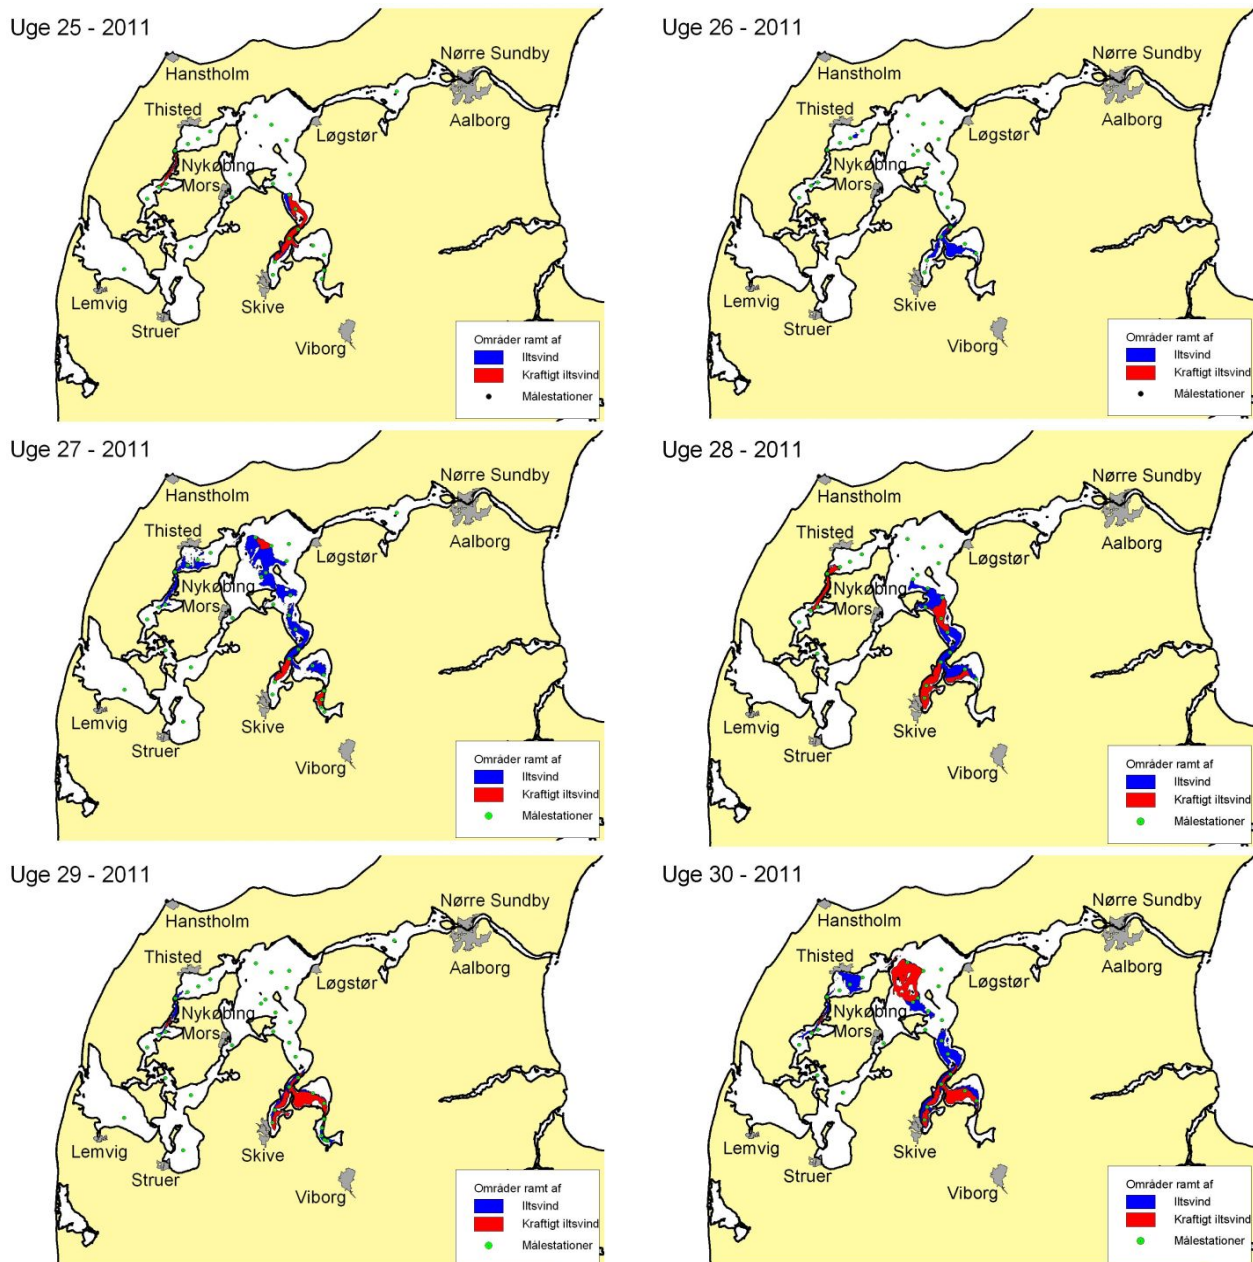 Uge 25 - 2011
Hanstholm
Nørre Sundby
Thisted
Aalborg
Løgstør
Nykøbing
Mors
Lemvig
Skive
Struer
Viborg
Områder ramt af
Iltsvind
Kraftigt iltsvind
Målestationer
Uge 26 - 2011
Hanstholm
Nørre Sundby
Thisted
Aalborg
Løgstør
Nykøbing
Mors
Lemvig
Skive
Struer
Viborg
Områder ramt af
Iltsvind
Kraftigt iltsvind
Målestationer
Uge 27 - 2011
Hanstholm
Nørre Sundby
Thisted
Aalborg
Løgstør
Nykøbing
Mors
Lemvig
Skive
Struer
Viborg
Områder ramt af
Iltsvind
Kraftigt iltsvind
Målestationer
Uge 28 - 2011
Hanstholm
Nørre Sundby
Thisted
Aalborg
Løgstør
Nykøbing
Mors
Lemvig
Skive
Struer
Viborg
Områder ramt af
Iltsvind
Kraftigt iltsvind
Målestationer
Uge 29 - 2011
Hanstholm
Nørre Sundby
Thisted
Aalborg
Løgstør
Nykøbing
Mors
Lemvig
Skive
Struer
Viborg
Områder ramt af
Iltsvind
Kraftigt iltsvind
Målestationer
Uge 30 - 2011
Hanstholm
Nørre Sundby
Thisted
Aalborg
Løgstør
Nykøbing
Mors
Lemvig
Skive
Struer
Viborg
Områder ramt af
Iltsvind
Kraftigt iltsvind
Målestationer